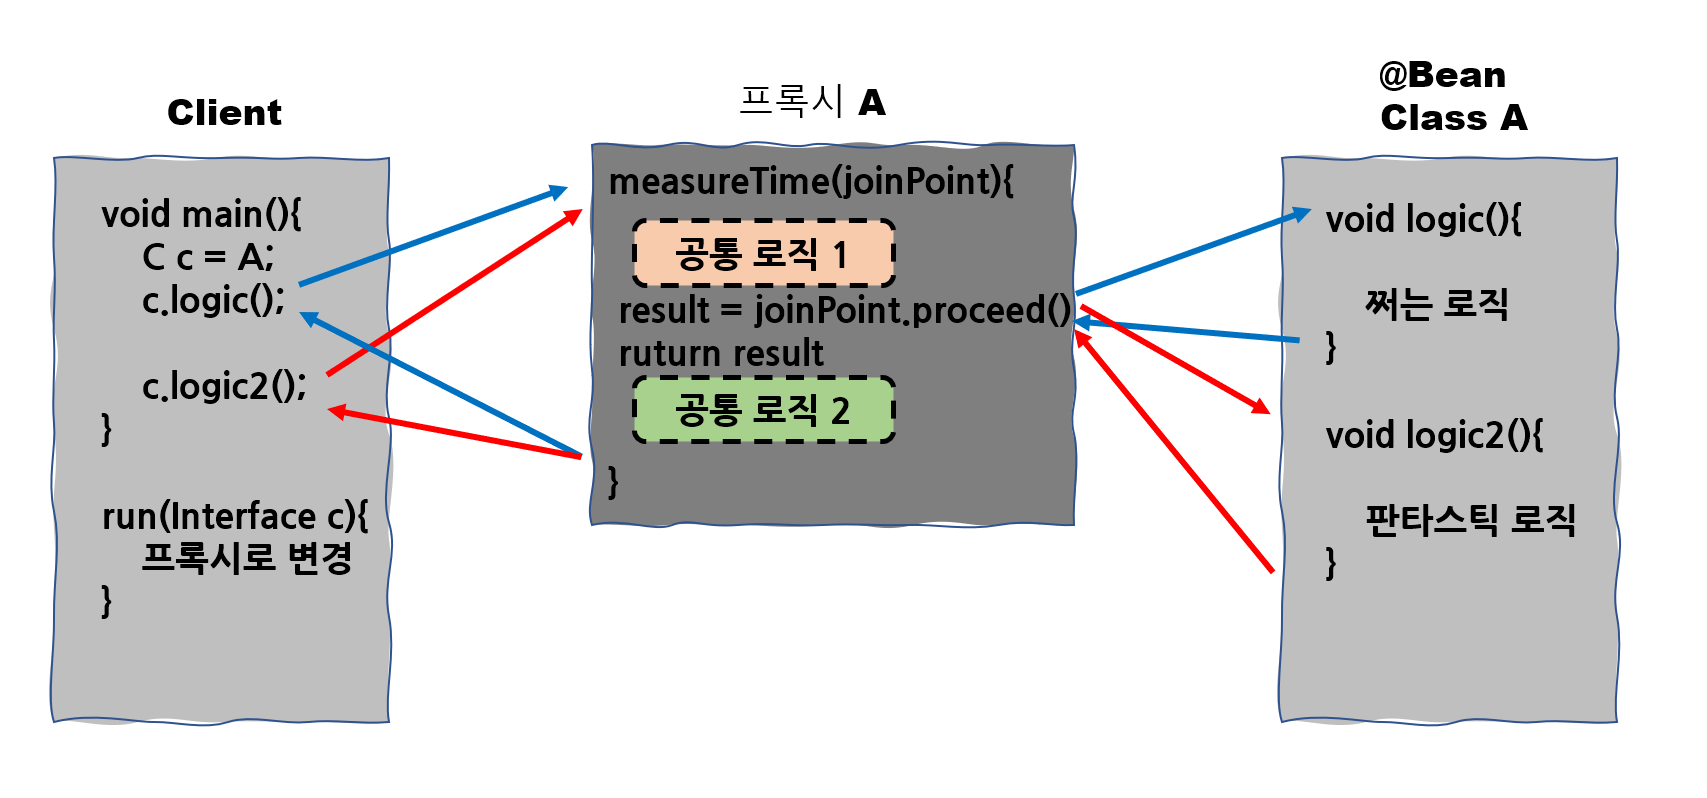 Client
void main(){
C c = A;
c.logic();
c.logic2();
}
run(Interface c){
프록시로 변경
}
프록시 A
measureTime(joinPoint){
공통 로직 1
result = joinPoint.proceed()
ruturn result
공통 로직 2
}
@Bean
Class A
void logic(){
쩌는 로직
}
void logic2(){
판타스틱 로직
}